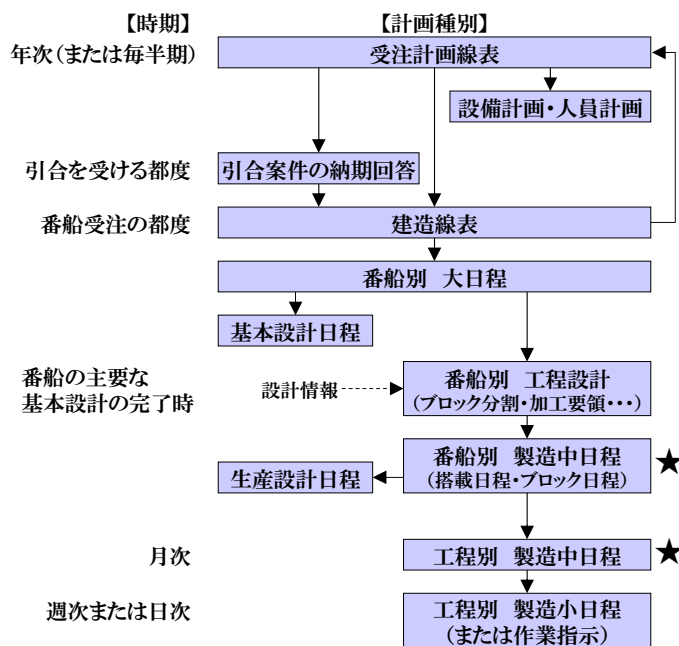 【時期】
【計画種別】
年次(または毎半期)
受注計画線表
設備計画・人員計画
引合を受ける都度
引合案件の納期回答
番船受注の都度
建造線表
番船別 大日程
基本設計日程
番船の主要な
基本設計の完了時
設計情報
番船別 工程設計
(ブロック分割・加工要領・・・)
番船別 製造中日程
(搭載日程・ブロック日程)
★
生産設計日程
月次
工程別 製造中日程
★
週次または日次
工程別 製造小日程
(または作業指示)